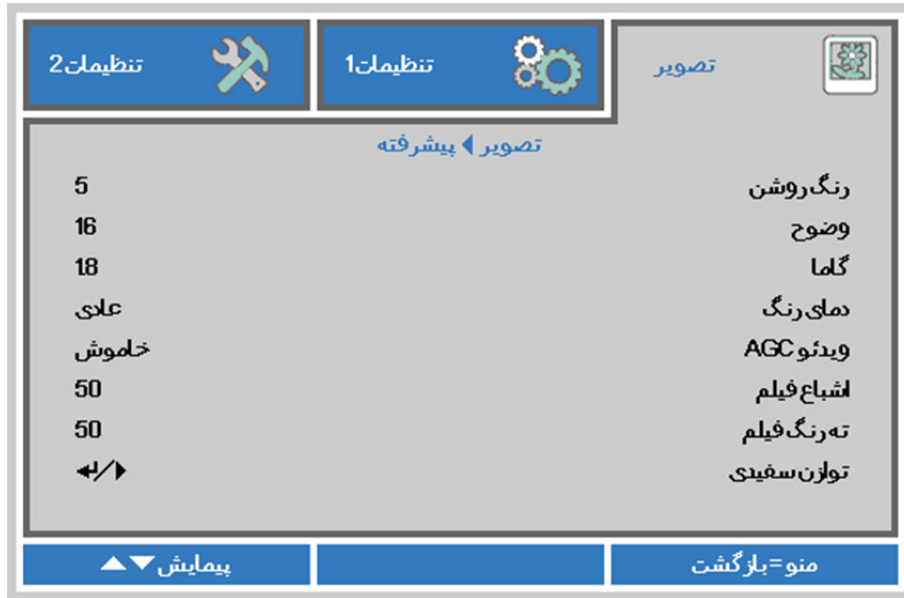 تصویر
تنظیمات1
تنظیمات2
تصویر پیشرفته
رنگ روشن 5
وضوح 16
گاما 1.8
دمای رنگ عادی
ویدئو AGC خاموش
اشباع فیلم 50
ته رنگ فیلم 50
توازن سفیدی
منو=بازگشت
پیمایش